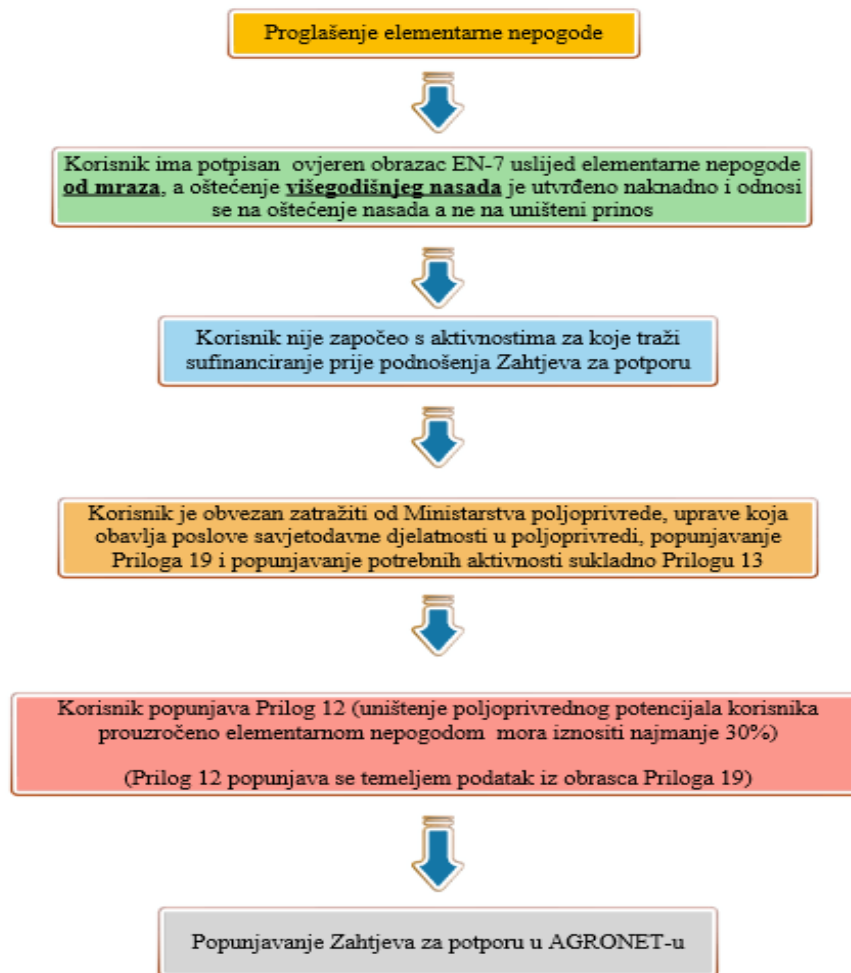 Proglašenje elementarne nepogode
Korisnik ima potpisan  ovjeren obrazac EN-7 uslijed elementarne nepogode
od mraza, a oštećenje višegodišnjeg nasada je utvrđeno naknadno i odnosi
se na oštećenje nasada a ne na uništeni prinos
Korisnik nije započeo s aktivnostima za koje traži
sufinanciranje prije podnošenja Zahtjeva za potporu
Korisnik je obvezan zatražiti od Ministarstva poljoprivrede, uprave koja
obavlja poslove savjetodavne djelatnosti u poljoprivredi, popunjavanje
Priloga 19 i popunjavanje potrebnih aktivnosti sukladno Prilogu 13
Korisnik popunjava Prilog 12 (uništenje poljoprivrednog potencijala korisnika
prouzročeno elementarnom nepogodom  mora iznositi najmanje 30%)
(Prilog 12 popunjava se temeljem podatak iz obrasca Priloga 19)
Popunjavanje Zahtjeva za potporu u AGRONET-u